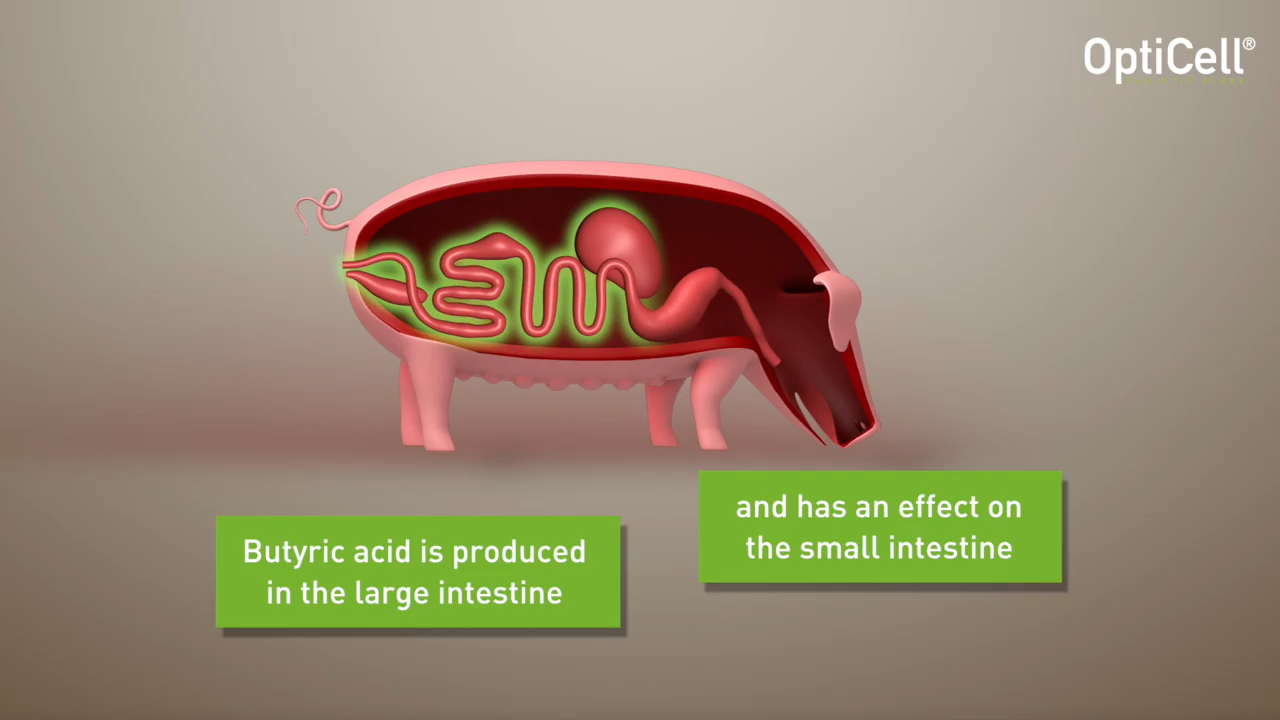 OptiCell®
Butyric acid is produced
in the large intestine
and has an effect on
the small intestine